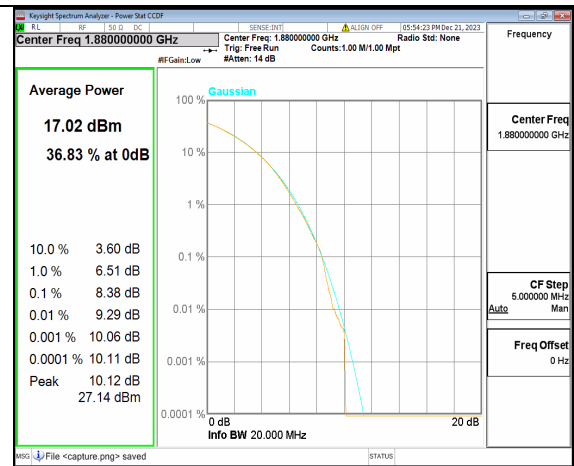 Keysight Spectrum Analyzer - Power Stat CCDF
RL RF 50 Ω DC SENSE:INT ALIGN OFF 05:54:23 PM Dec 21, 2023
Center Freq 1.880000000 GHz
Center Freq: 1.880000000 GHz Radio Std: None
Trig: Free Run Counts:1.00 M/1.00 Mpt
#IFGain:Low #Atten: 14 dB
Frequency
Center Freq
1.880000000 GHz
CF Step
5.000000 MHz
Auto Man
Freq Offset
0 Hz
Average Power
17.02 dBm
36.83 % at 0dB
10.0 % 3.60 dB
1.0 % 6.51 dB
0.1 % 8.38 dB
0.01 % 9.29 dB
0.001 % 10.06 dB
0.0001 % 10.11 dB
Peak 10.12 dB
27.14 dBm
Gaussian
100 %
10 %
1 %
0.1 %
0.01 %
0.001 %
0.0001 %
0 dB 20 dB
Info BW 20.000 MHz
MSG File <capture.png> saved STATUS